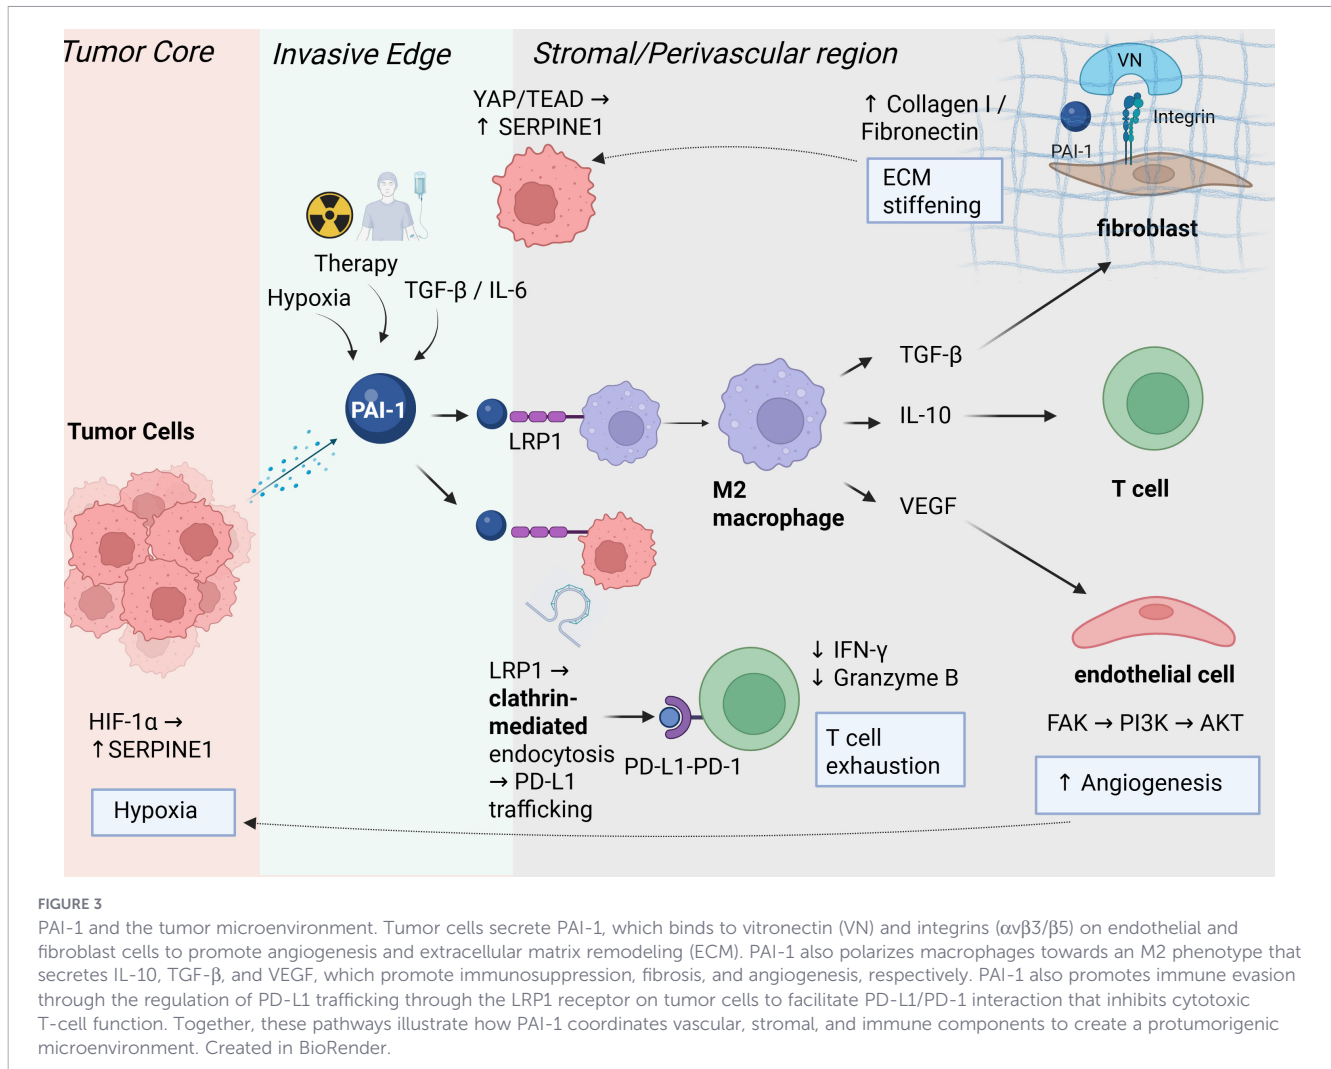 Tumor Core
Invasive Edge
Stromal/Perivascular region
YAP/TEAD →
↑ SERPINE1
↑ Collagen I /
Fibronectin
ECM
stiffening
VN
Integrin
PAI-1
fibroblast
Therapy
Hypoxia
TGF-β / IL-6
PAI-1
Tumor Cells
LRP1
M2
macrophage
TGF-β
IL-10
VEGF
T cell
LRP1 →
clathrin-
mediated
endocytosis
→ PD-L1
trafficking
PD-L1-PD-1
↓ IFN-γ
↓ Granzyme B
T cell
exhaustion
endothelial cell
FAK → PI3K → AKT
↑ Angiogenesis
HIF-1α →
↑SERPINE1
Hypoxia
FIGURE 3
PAI-1 and the tumor microenvironment. Tumor cells secrete PAI-1, which binds to vitronectin (VN) and integrins (αvβ3/β5) on endothelial and
fibroblast cells to promote angiogenesis and extracellular matrix remodeling (ECM). PAI-1 also polarizes macrophages towards an M2 phenotype that
secretes IL-10, TGF-β, and VEGF, which promote immunosuppression, fibrosis, and angiogenesis, respectively. PAI-1 also promotes immune evasion
through the regulation of PD-L1 trafficking through the LRP1 receptor on tumor cells to facilitate PD-L1/PD-1 interaction that inhibits cytotoxic
T-cell function. Together, these pathways illustrate how PAI-1 coordinates vascular, stromal, and immune components to create a protumorigenic
microenvironment. Created in BioRender.